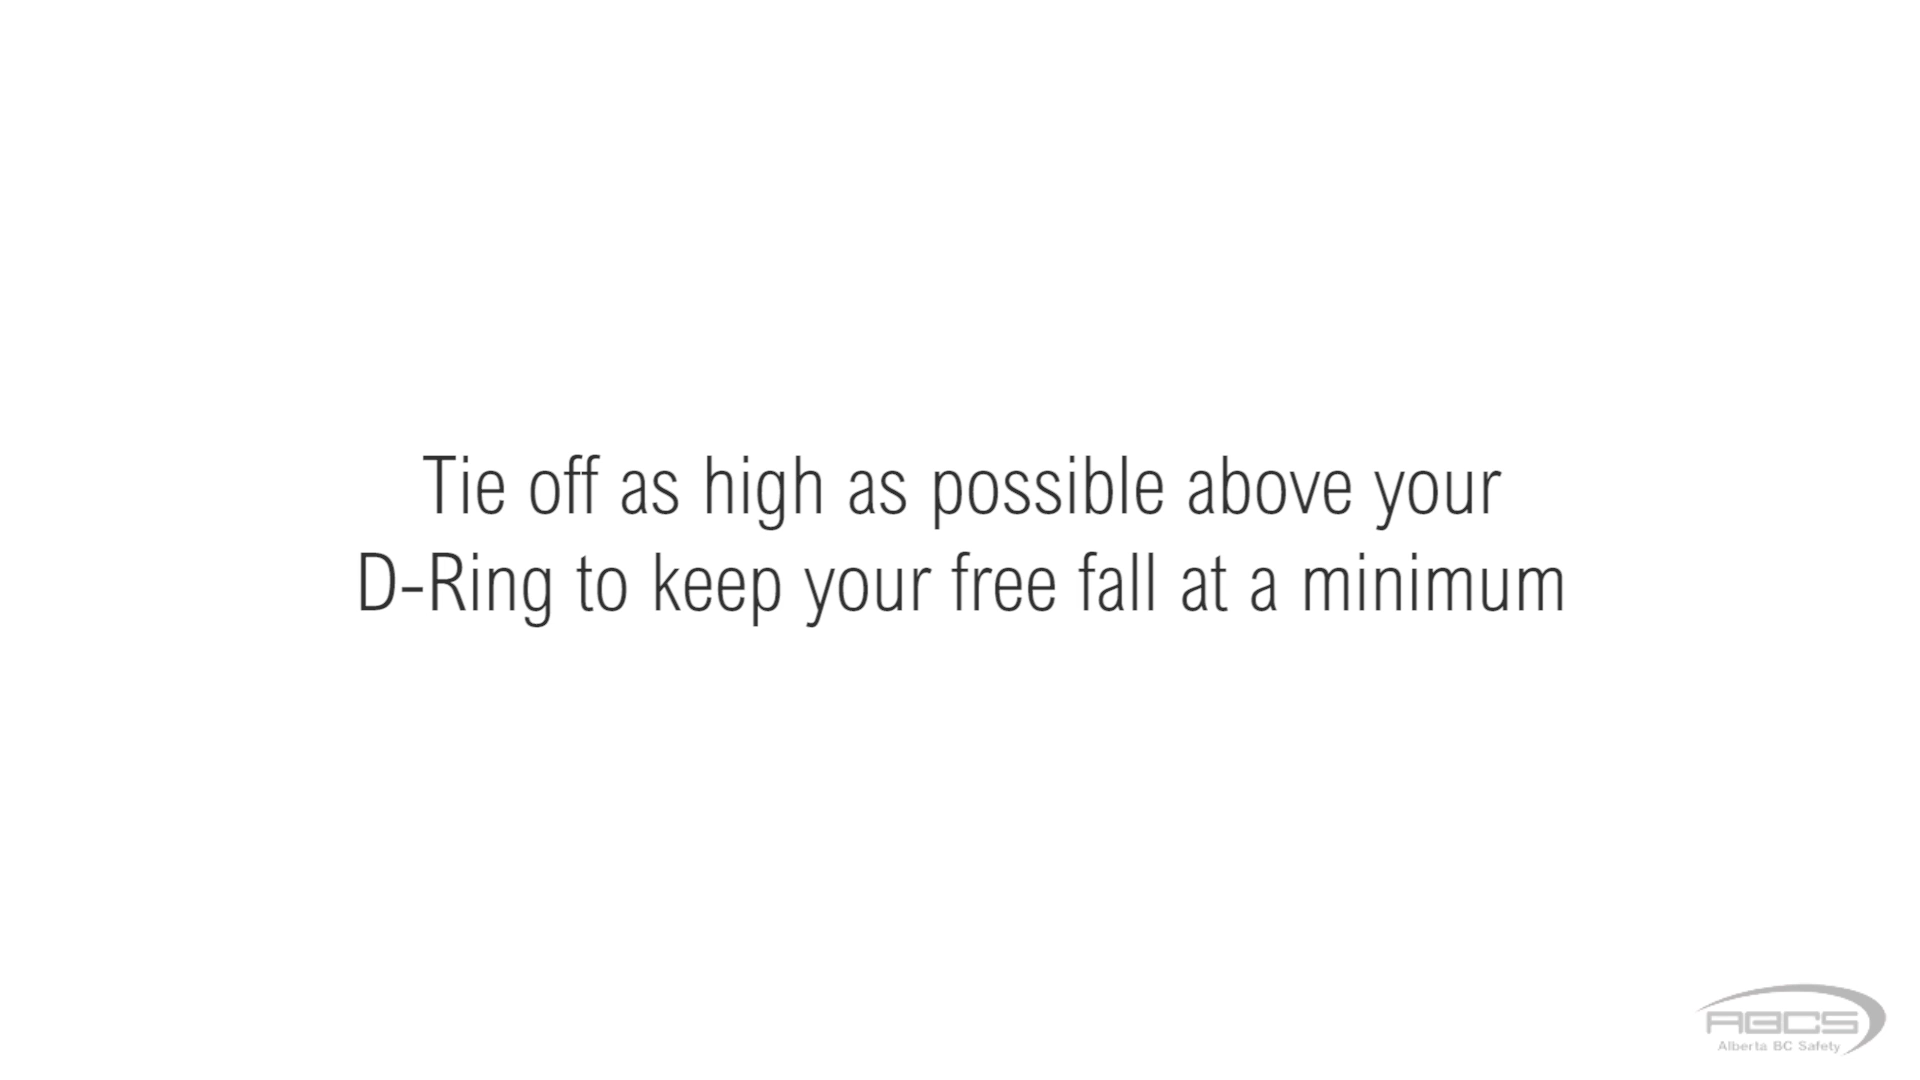 Tie off as high as possible above your
D-Ring to keep your free fall at a minimum
ABCS
Alberta BC Safety